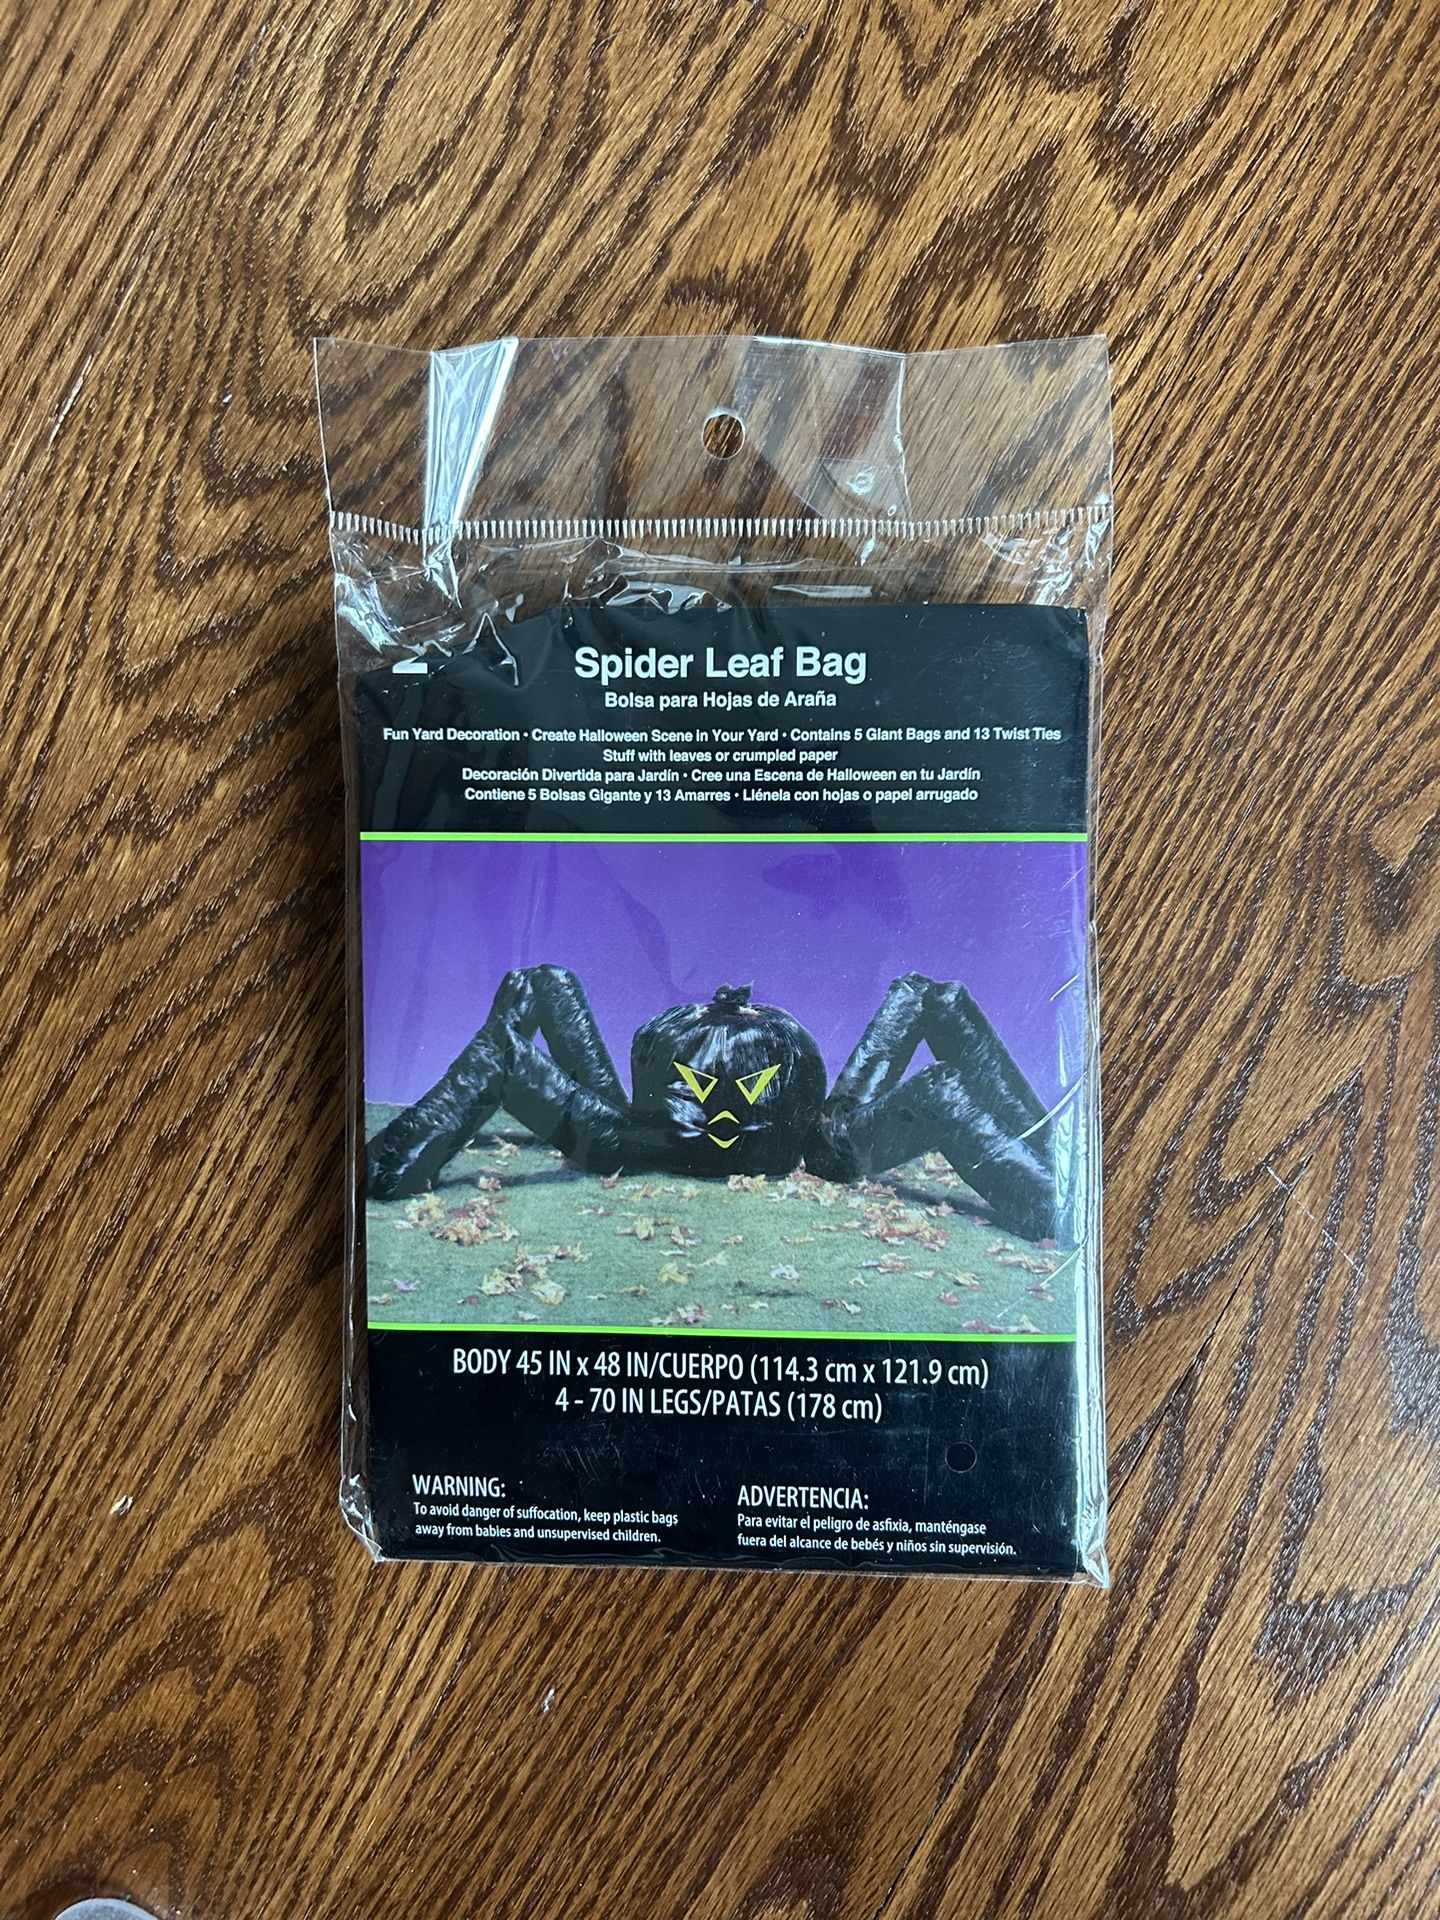 Spider Leaf Bag
Bolsa para Hojas de Araña
Fun Yard Decoration • Create Halloween Scene in Your Yard • Contains 5 Giant Bags and 13 Twist Ties
Stuff with leaves or crumpled paper
Decoración Divertida para Jardín • Cree una Escena de Halloween en tu Jardín
Contiene 5 Bolsas Gigante y 13 Amarres • Llénela con hojas o papel arrugado
BODY 45 IN x 48 IN/CUERPO (114.3 cm x 121.9 cm)
4 - 70 IN LEGS/PATAS (178 cm)
WARNING:
To avoid danger of suffocation, keep plastic bags
away from babies and unsupervised children.
ADVERTENCIA:
Para evitar el peligro de asfixia, manténgase
fuera del alcance de bebés y niños sin supervisión.